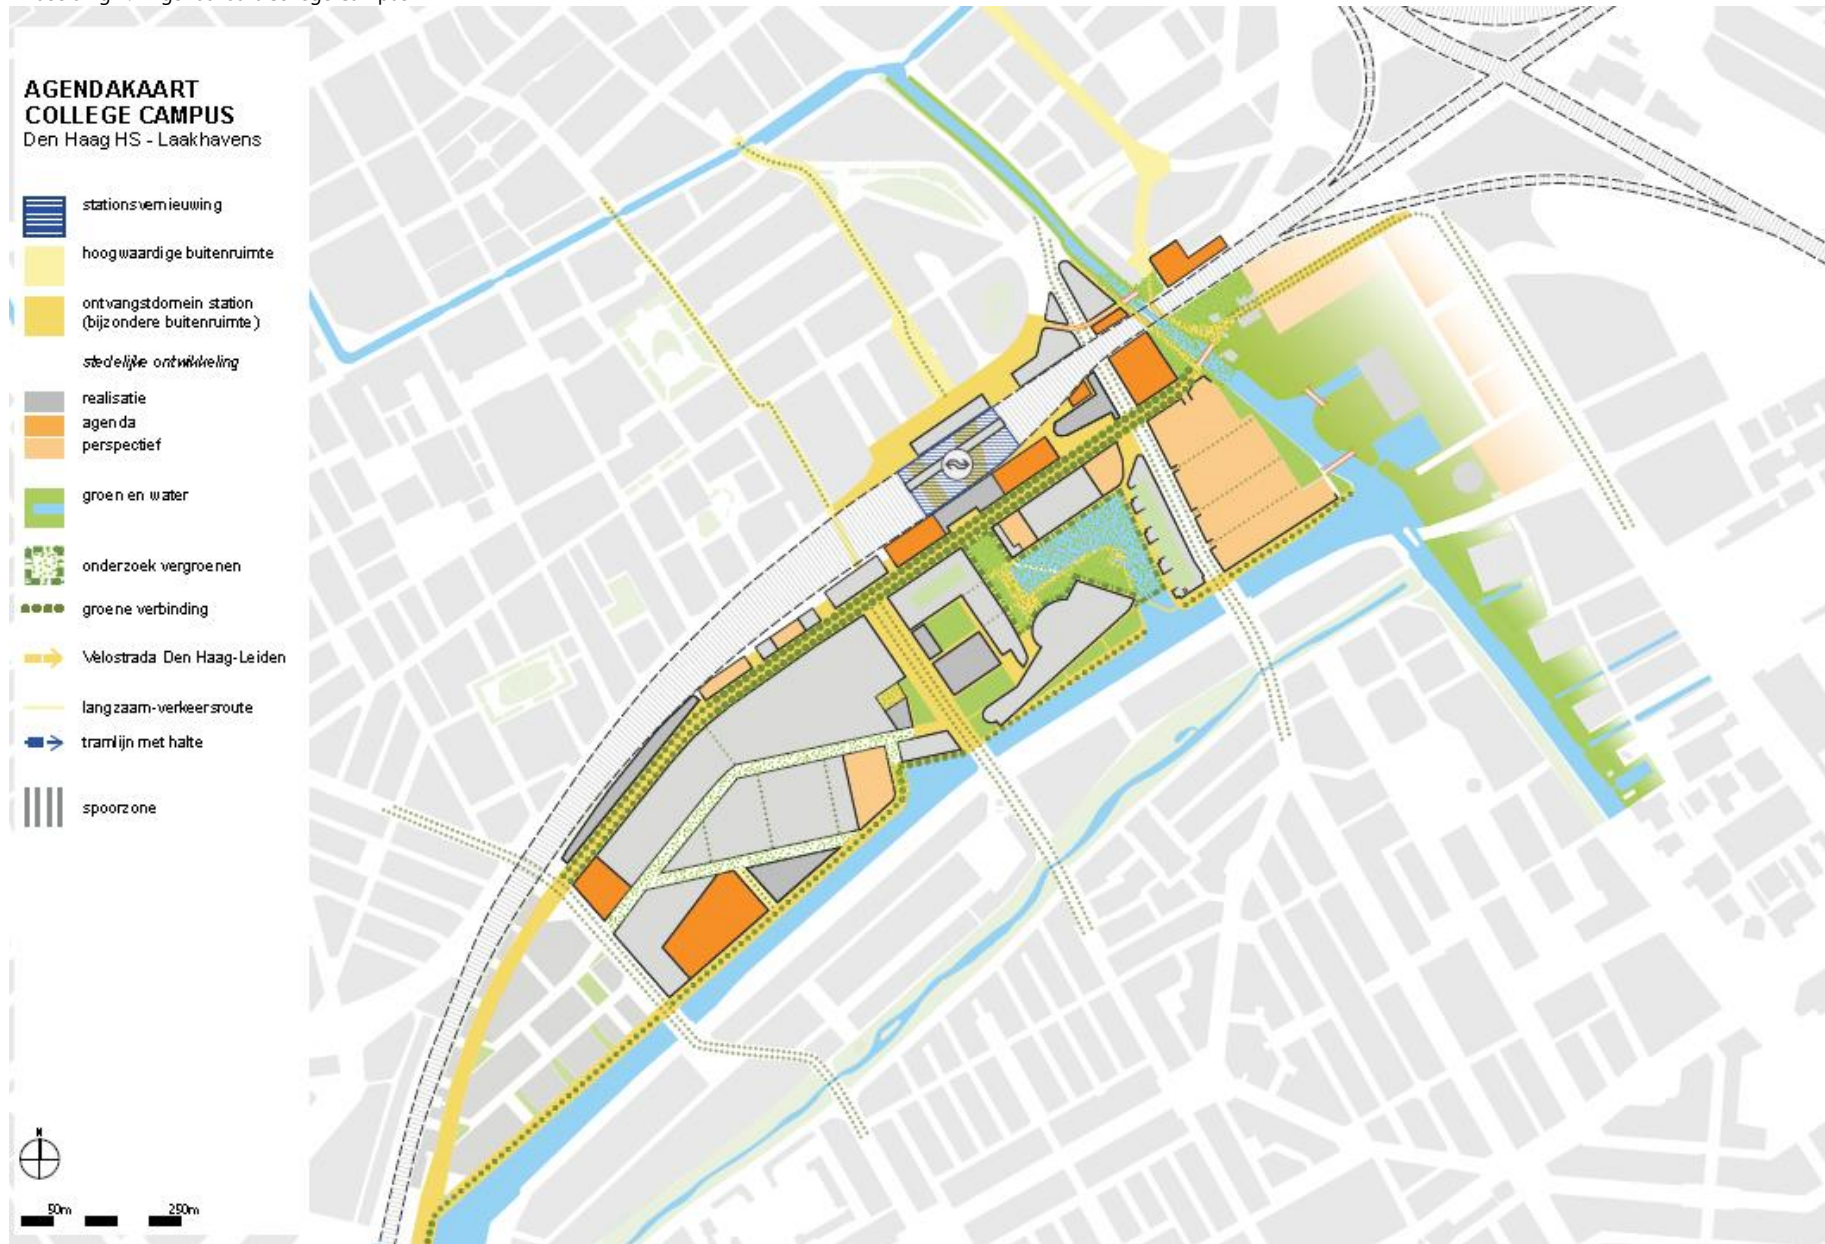 AGENDAKAART
COLLEGE CAMPUS
Den Haag HS - Laakhavens
stationsvernieuwing
hoogwaardige buitenruimte
ontvangstdomein station
(bijzondere buitenruimte)
stedelijke ontwikkeling
realisatie
agenda
perspectief
groen en water
onderzoek vergroenen
groene verbinding
Velostrada Den Haag-Leiden
langzaam-verkeersroute
tramlijn met halte
spoorzone
N
50m 250m